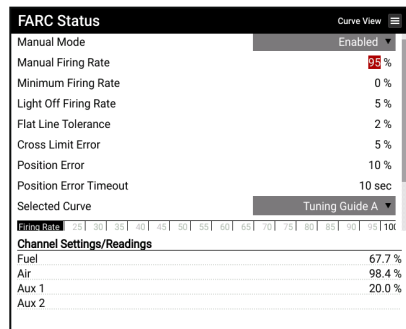 FARC Status Curve View
Manual Mode Enabled ▼
Manual Firing Rate 95 %
Minimum Firing Rate 0 %
Light Off Firing Rate 5 %
Flat Line Tolerance 2 %
Cross Limit Error 5 %
Position Error 10 %
Position Error Timeout 10 sec
Selected Curve Tuning Guide A ▼
Firing Rate 25 30 35 40 45 50 55 60 65 70 75 80 85 90 95 100
Channel Settings/Readings
Fuel 67.7 %
Air 98.4 %
Aux 1 20.0 %
Aux 2